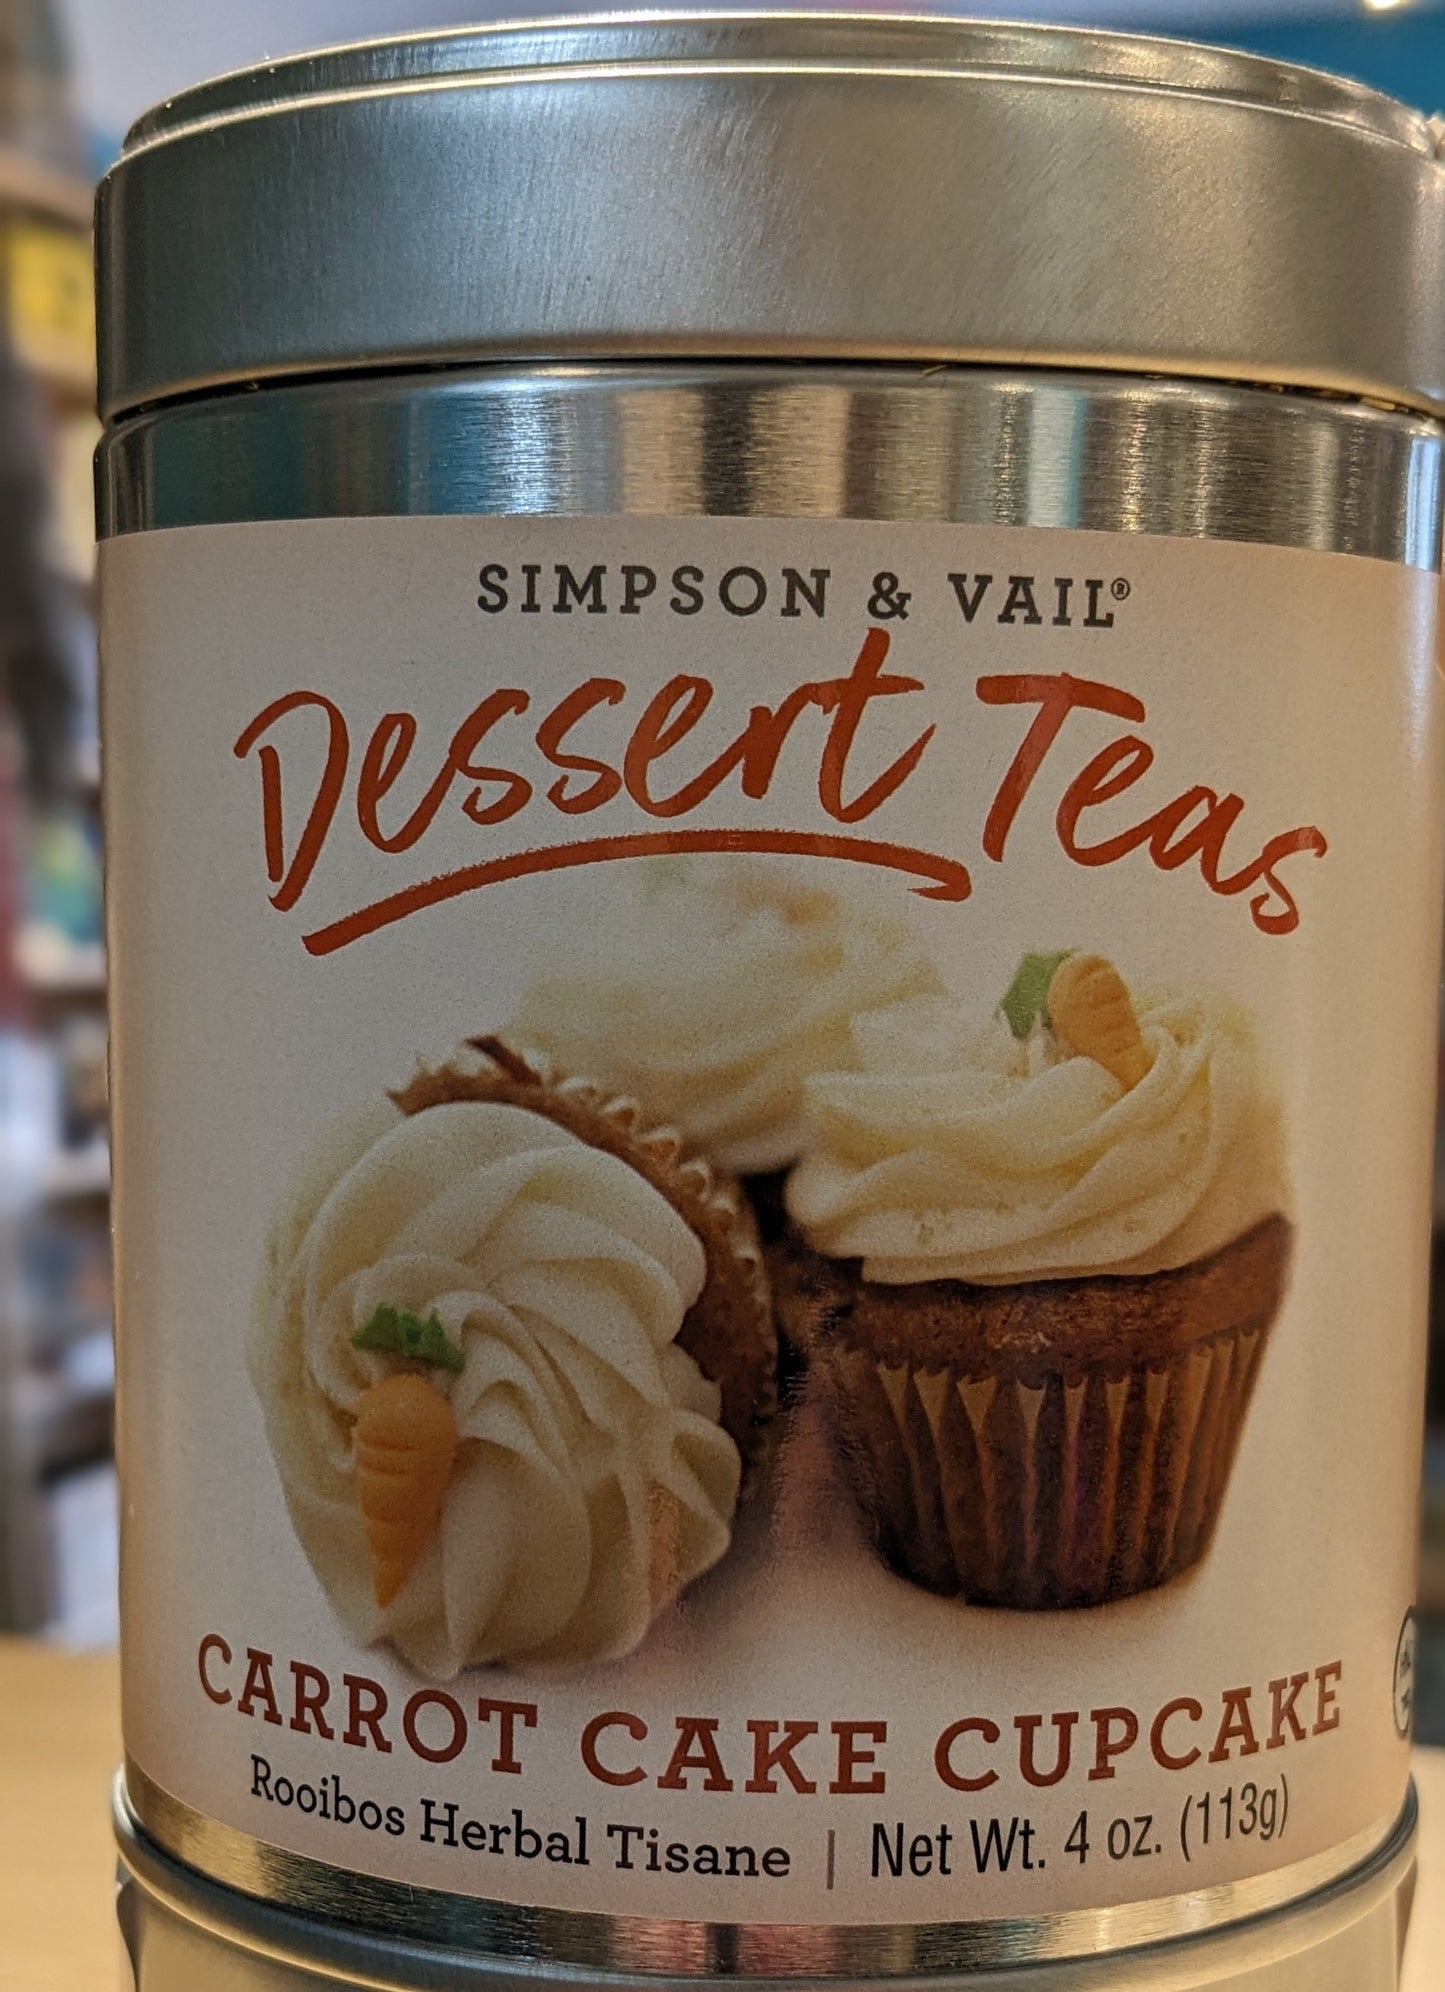 SIMPSON & VAIL®
Dessert Teas
CARROT CAKE CUPCAKE
Rooibos Herbal Tisane | Net Wt. 4 oz. (113g)